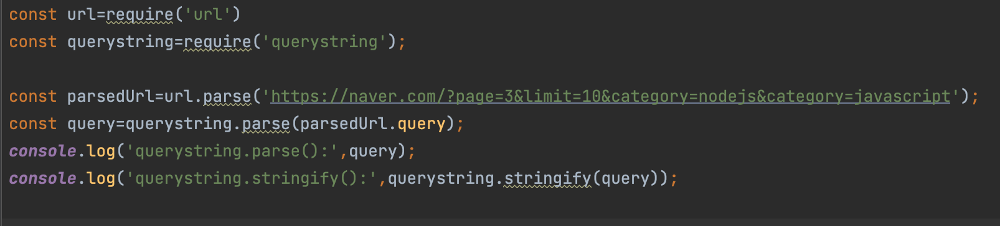 const url=require('url')
const querystring=require('querystring');
const parsedUrl=url.parse('https://naver.com/?page=3&limit=10&category=nodejs&category=javascript');
const query=querystring.parse(parsedUrl.query);
console.log('querystring.parse():',query);
console.log('querystring.stringify():',querystring.stringify(query));